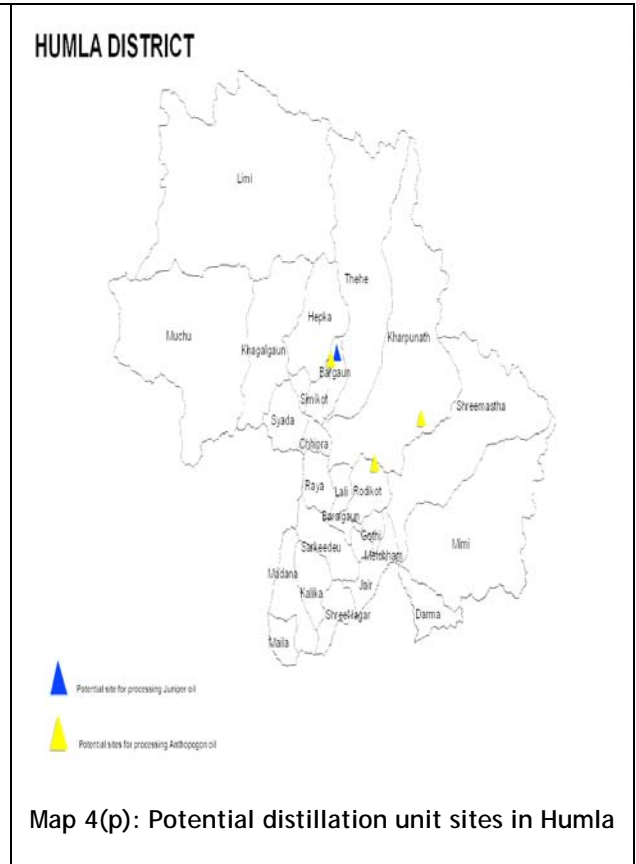 HUMLA DISTRICT
Limi
Thehe
Hepka
Muchu
Khagalgaun
Kharpunath
Bargaun
Simikot
Shreemastha
Syada
Chhipra
Raya
Lali
Rodikot
Baraigaun
Gothi
Sarkeedeu
Melchham
Mimi
Madana
Jair
Kalika
ShreeNagar
Darma
Maila
Potential site for processing Juniper oil
Potential sites for processing Anthopogon oil
Map 4(p): Potential distillation unit sites in Humla